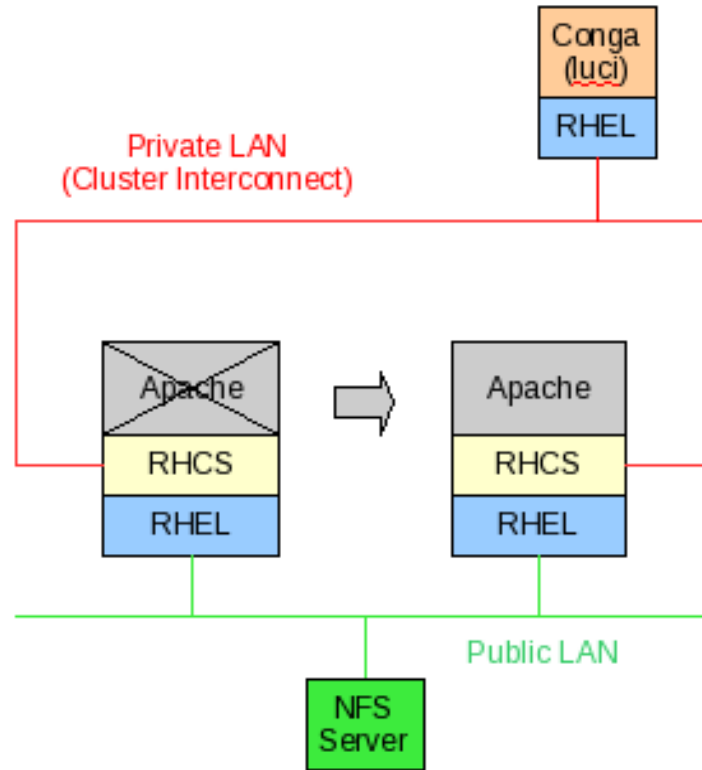 Conga
(luci)
RHEL
Private LAN
(Cluster Interconnect)
Apache
RHCS
RHEL
Apache
RHCS
RHEL
Public LAN
NFS
Server